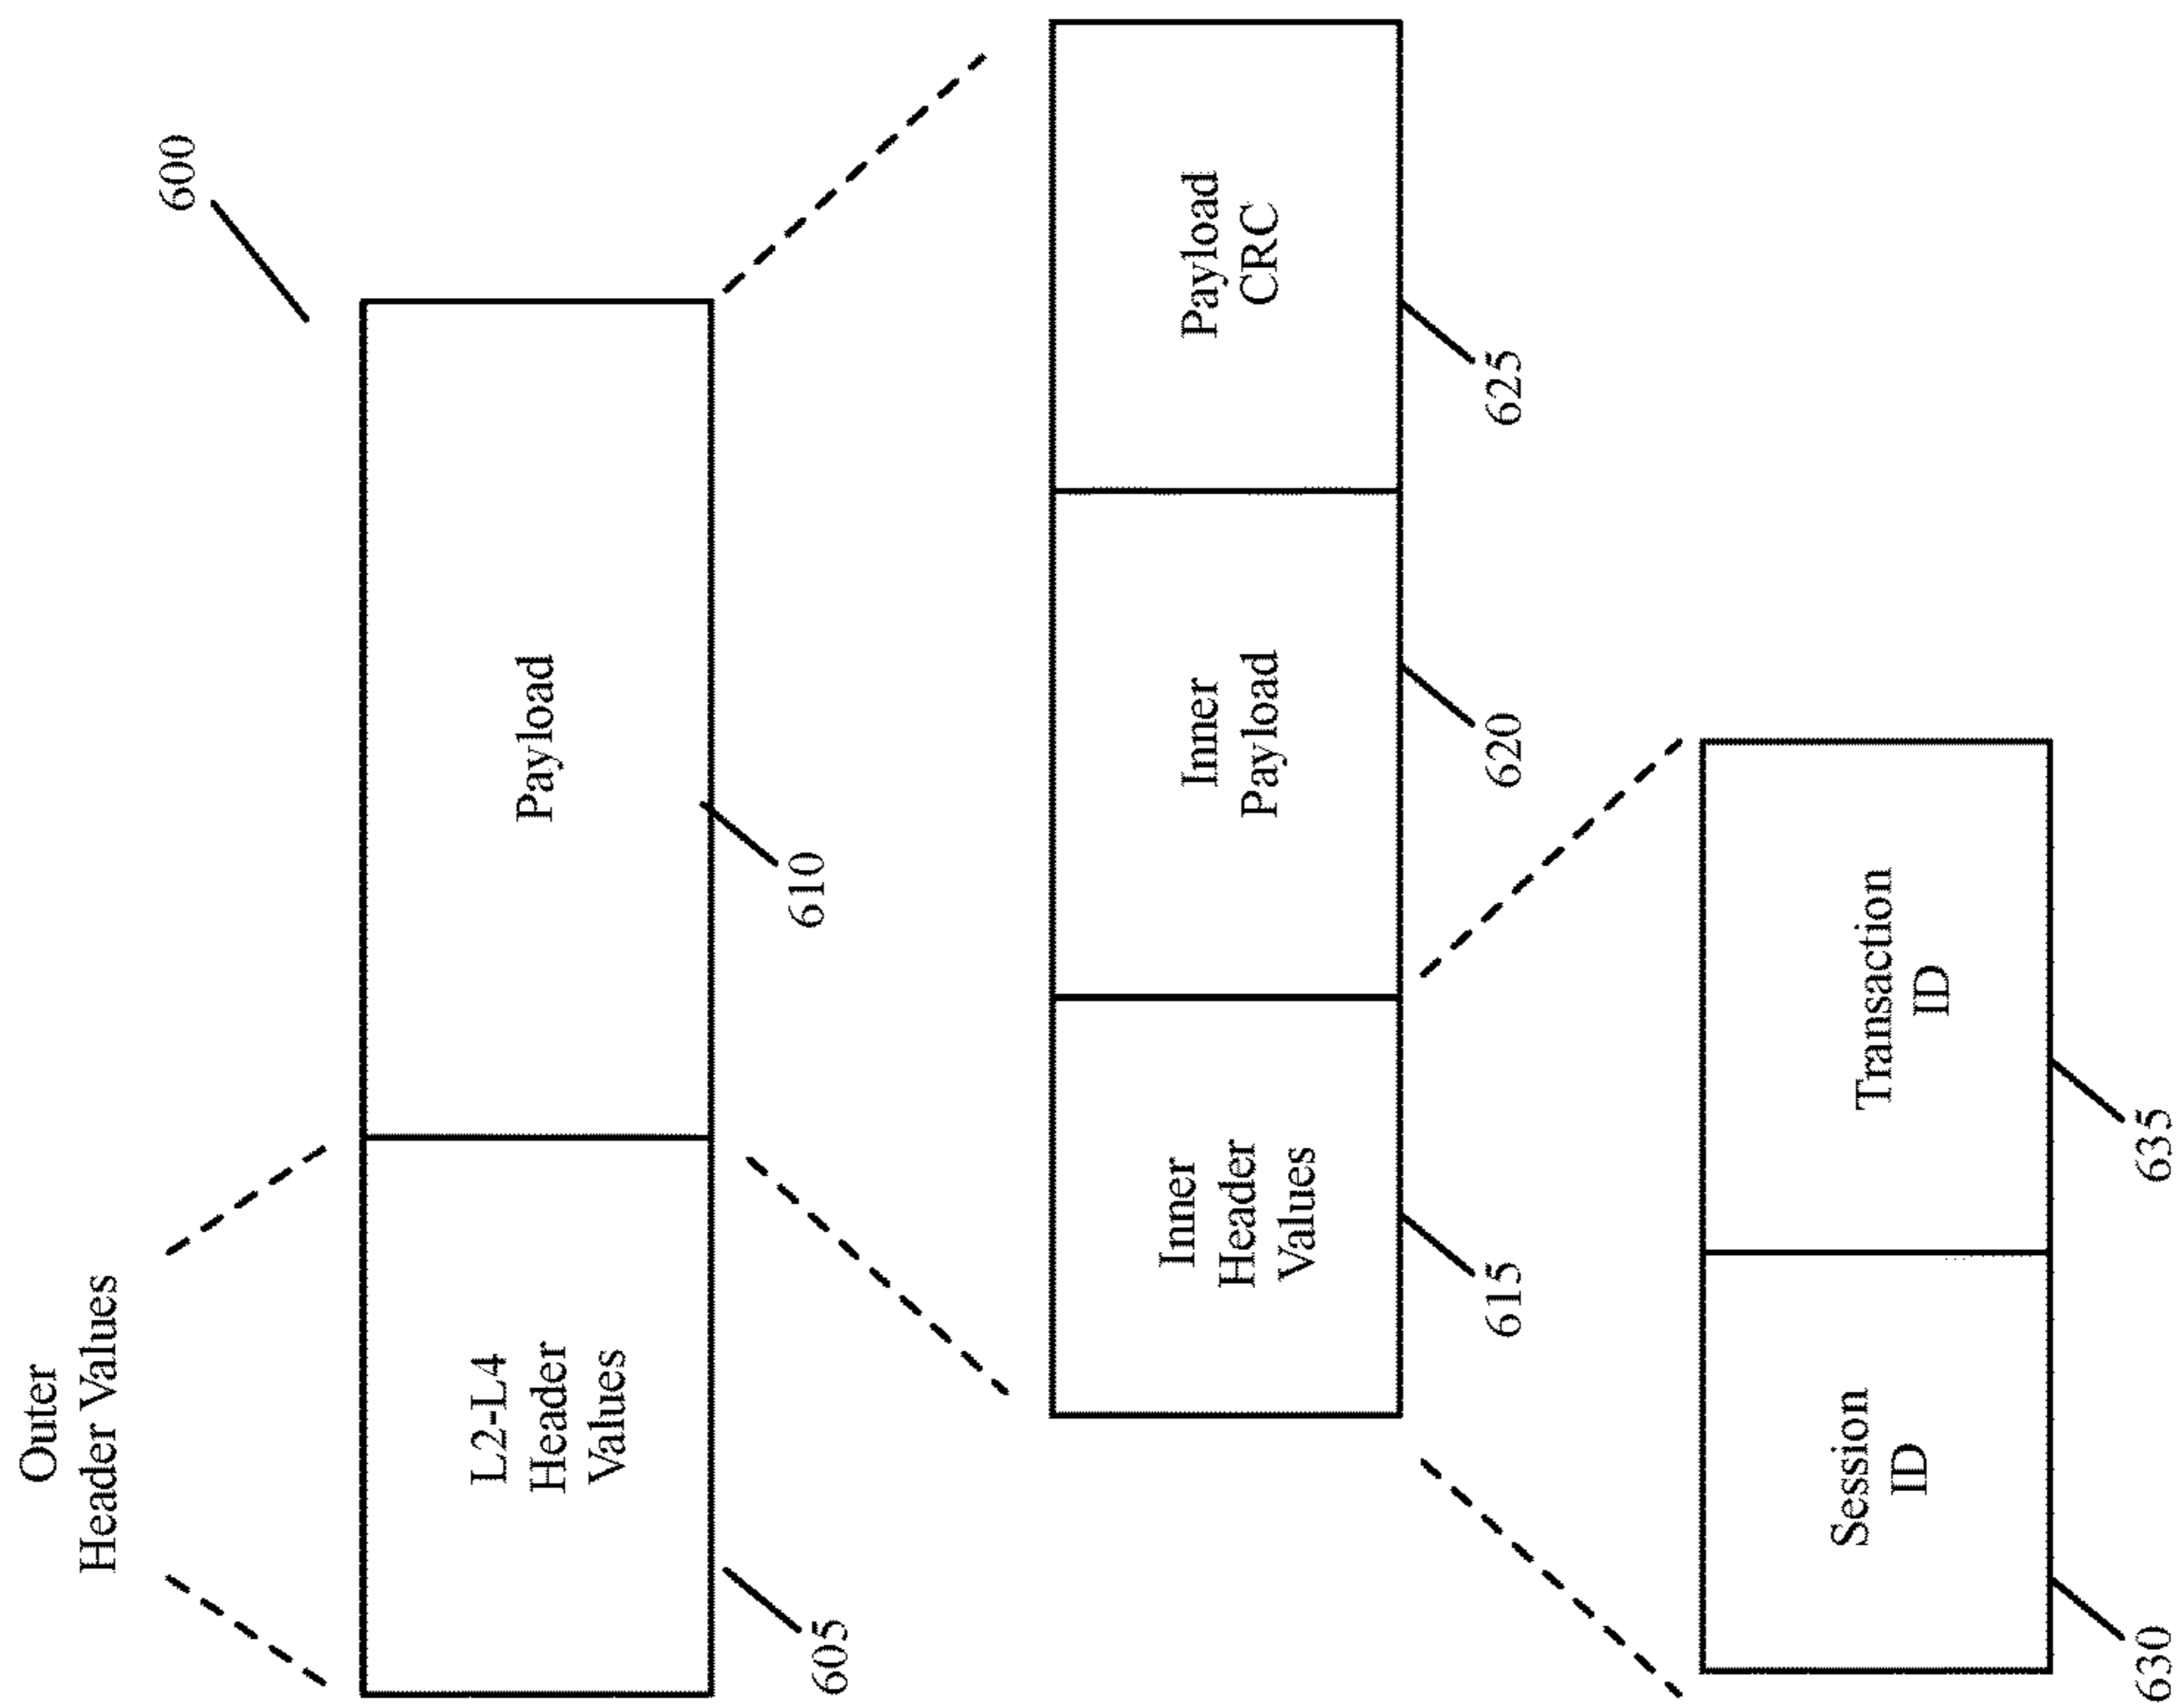 600
Outer
Header Values
L2-L4
Header
Values
Payload
605
610
Inner
Header
Values
Inner
Payload
Payload
CRC
615
620
625
Session
ID
Transaction
ID
630
635